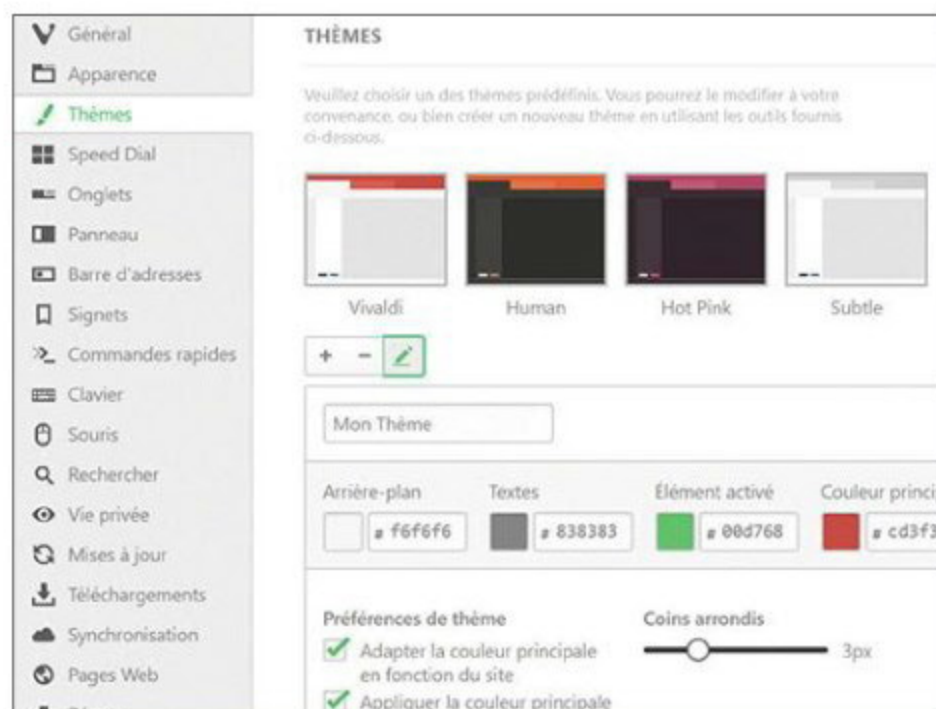 Général
Apparence
Thèmes
Speed Dial
Onglets
Panneau
Barre d'adresses
Signets
Commandes rapides
Clavier
Souris
Rechercher
Vie privée
Mises à jour
Téléchargements
Synchronisation
Pages Web
THÈMES
Veuillez choisir un des thèmes prédéfinis. Vous pourrez le modifier à votre
convenance, ou bien créer un nouveau thème en utilisant les outils fournis
ci-dessous.
Vivaldi Human Hot Pink Subtle
+ -
Mon Thème
Arrière-plan Textes Élément activé Couleur princi
# f6f6f6 # 838383 # 00d768 # cd3f3
Préférences de thème Coins arrondis
Adapter la couleur principale 3px
en fonction du site
Appliquer la couleur principale